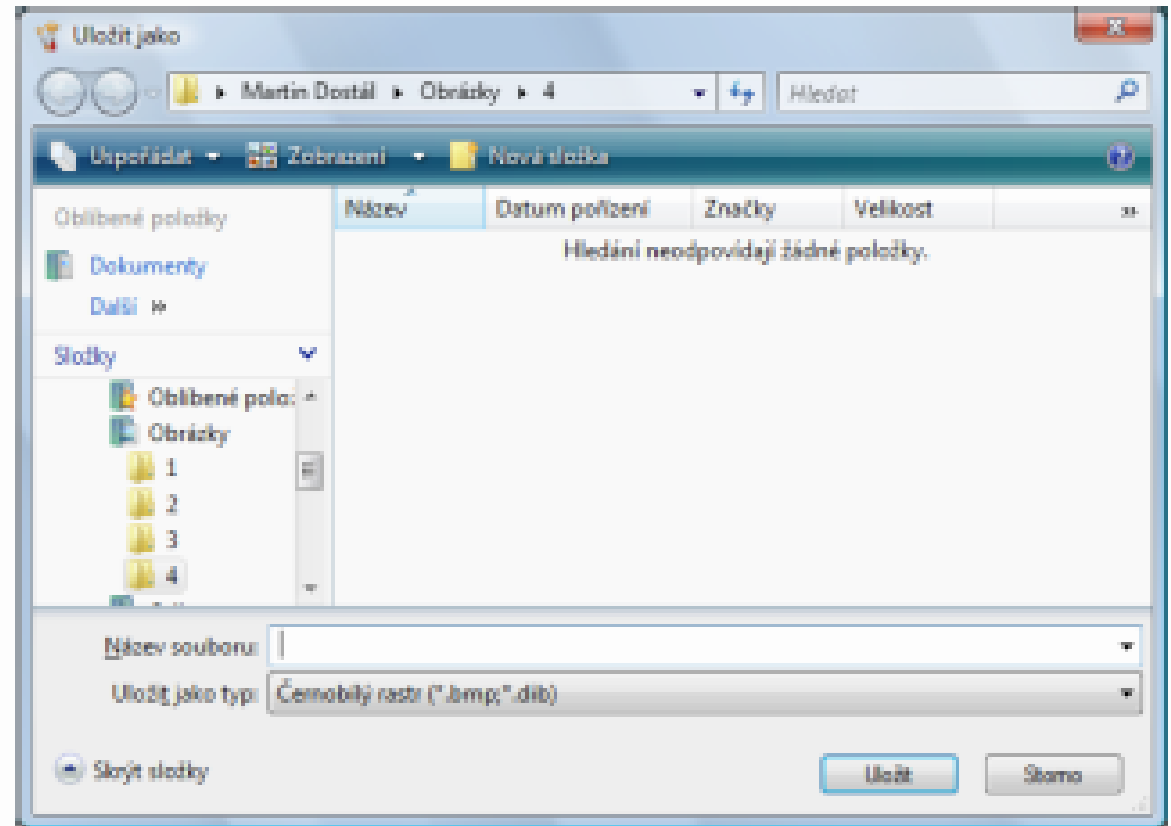 Uložit jako
Martin Dostál ▸ Obrázky ▸ 4
Hledat
Uspořádat Zobrazení Nová složka
Oblíbené položky
Dokumenty
Další »
Složky
Název Datum pořízení Značky Velikost »
Hledání neodpovídají žádné položky.
Oblíbené polož
Obrázky
1
2
3
4
Název souboru:
Uložit jako typ: Černobílý rastr (*.bmp;*.dib)
Skrýt složky
Uložit Storno